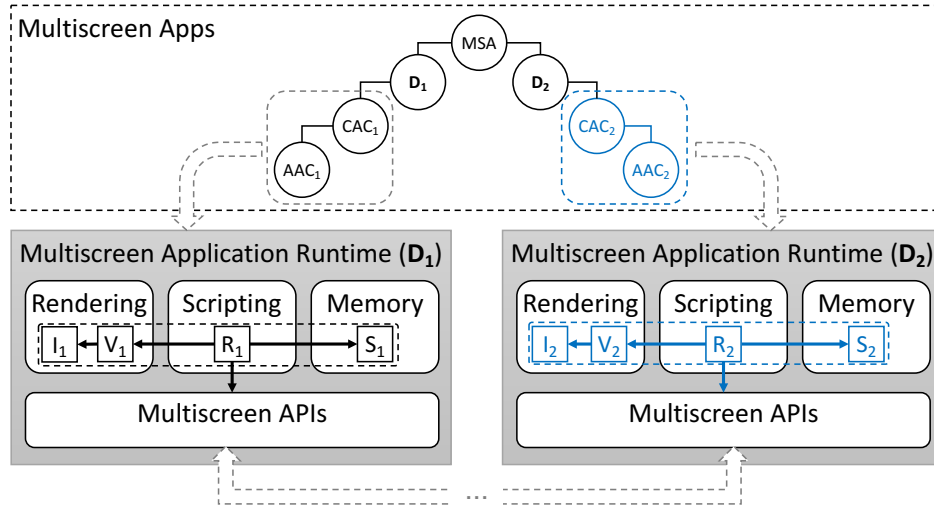 Multiscreen Apps
MSA
D1
D2
CAC1
CAC2
AAC1
AAC2
Multiscreen Application Runtime (D1)
Rendering
Scripting
Memory
I1
V1
R1
S1
Multiscreen APIs
Multiscreen Application Runtime (D2)
Rendering
Scripting
Memory
I2
V2
R2
S2
Multiscreen APIs
...